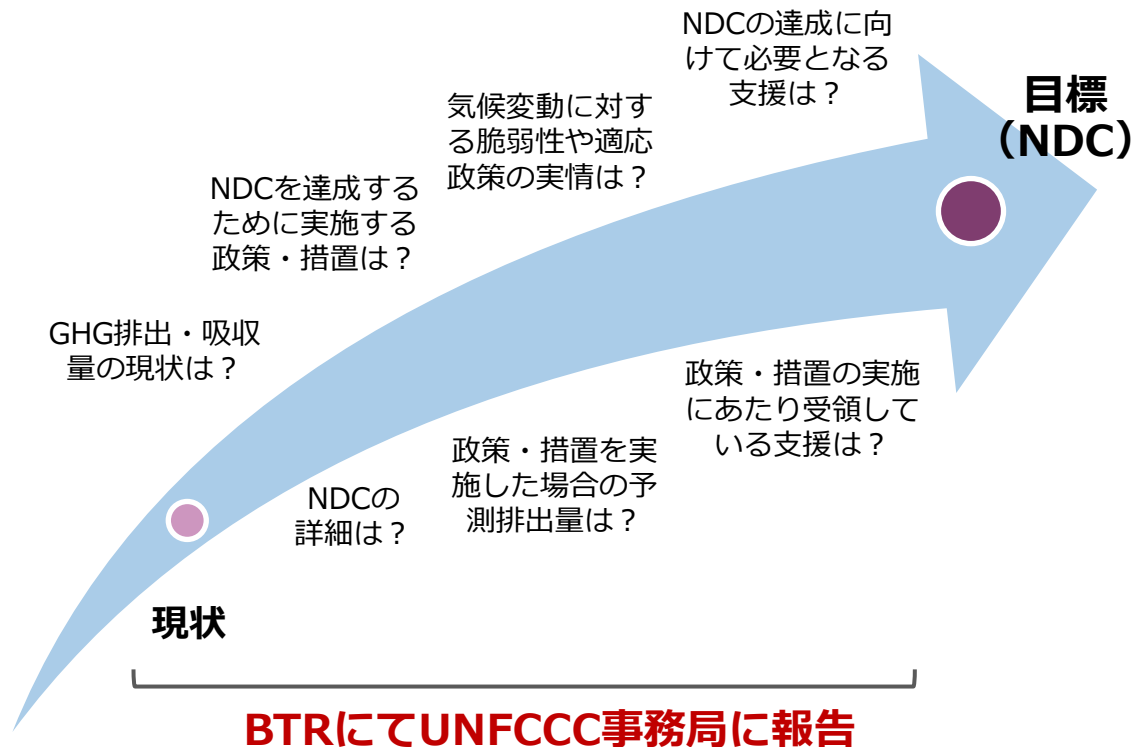 NDCの達成に向
けて必要となる
支援は？
目標
（NDC）
気候変動に対す
る脆弱性や適応
政策の実情は？
NDCを達成する
ために実施する
政策・措置は？
GHG排出・吸収
量の現状は？
政策・措置の実施
にあたり受領して
いる支援は？
政策・措置を実
施した場合の予
測排出量は？
NDCの
詳細は？
現状
BTRにてUNFCCC事務局に報告